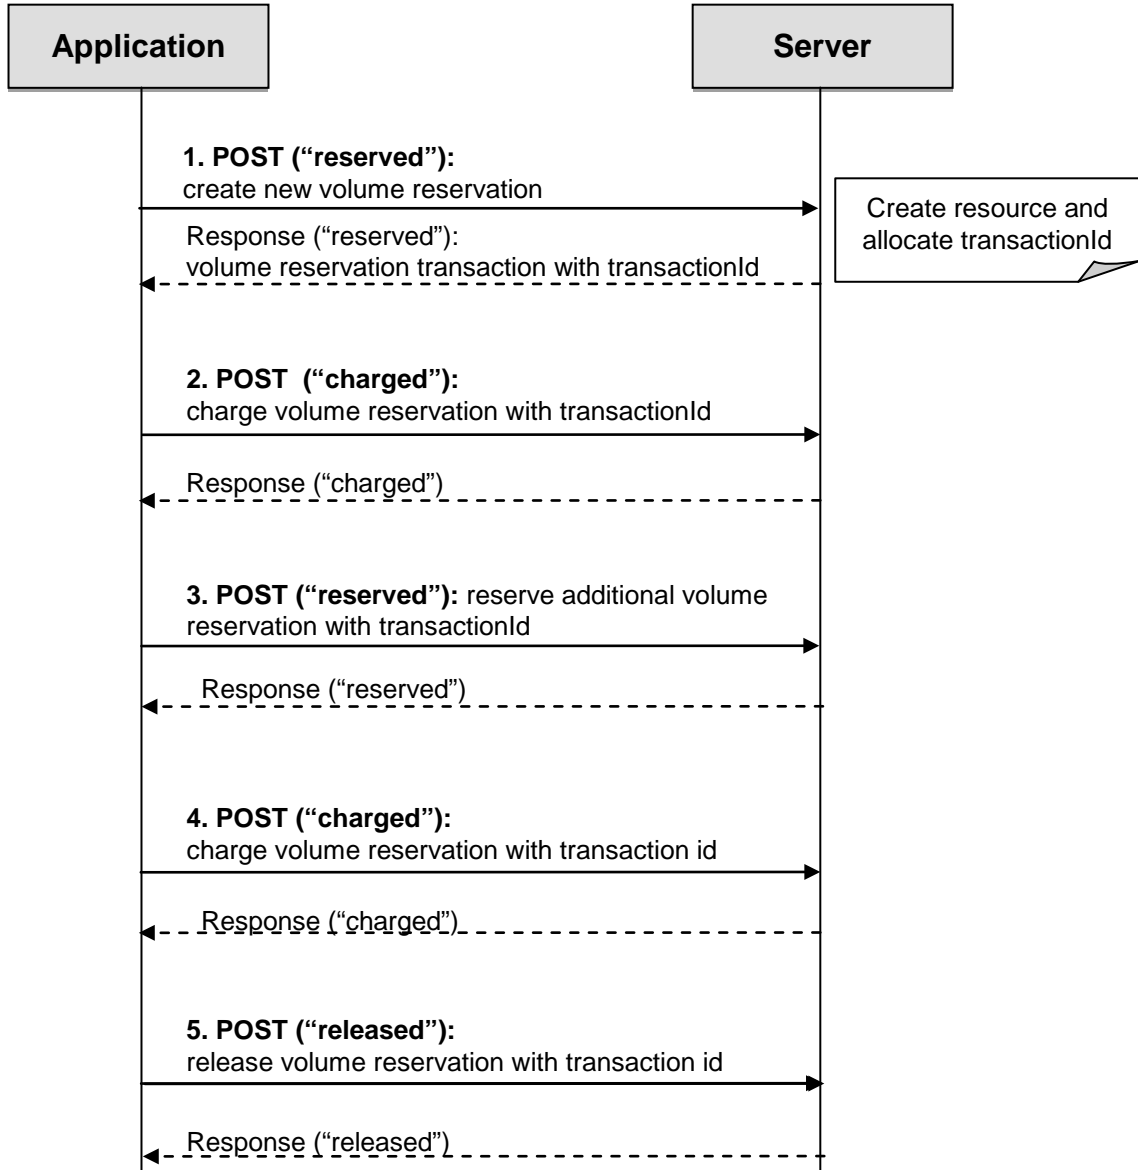 Application
Server
1. POST (“reserved”):
create new volume reservation
Create resource and
allocate transactionId
Response (“reserved”):
volume reservation transaction with transactionId
2. POST  (“charged”):
charge volume reservation with transactionId
Response (“charged”)
3. POST (“reserved”): reserve additional volume
reservation with transactionId
Response (“reserved”)
4. POST (“charged”):
charge volume reservation with transaction id
Response (“charged”)
5. POST (“released”):
release volume reservation with transaction id
Response (“released”)